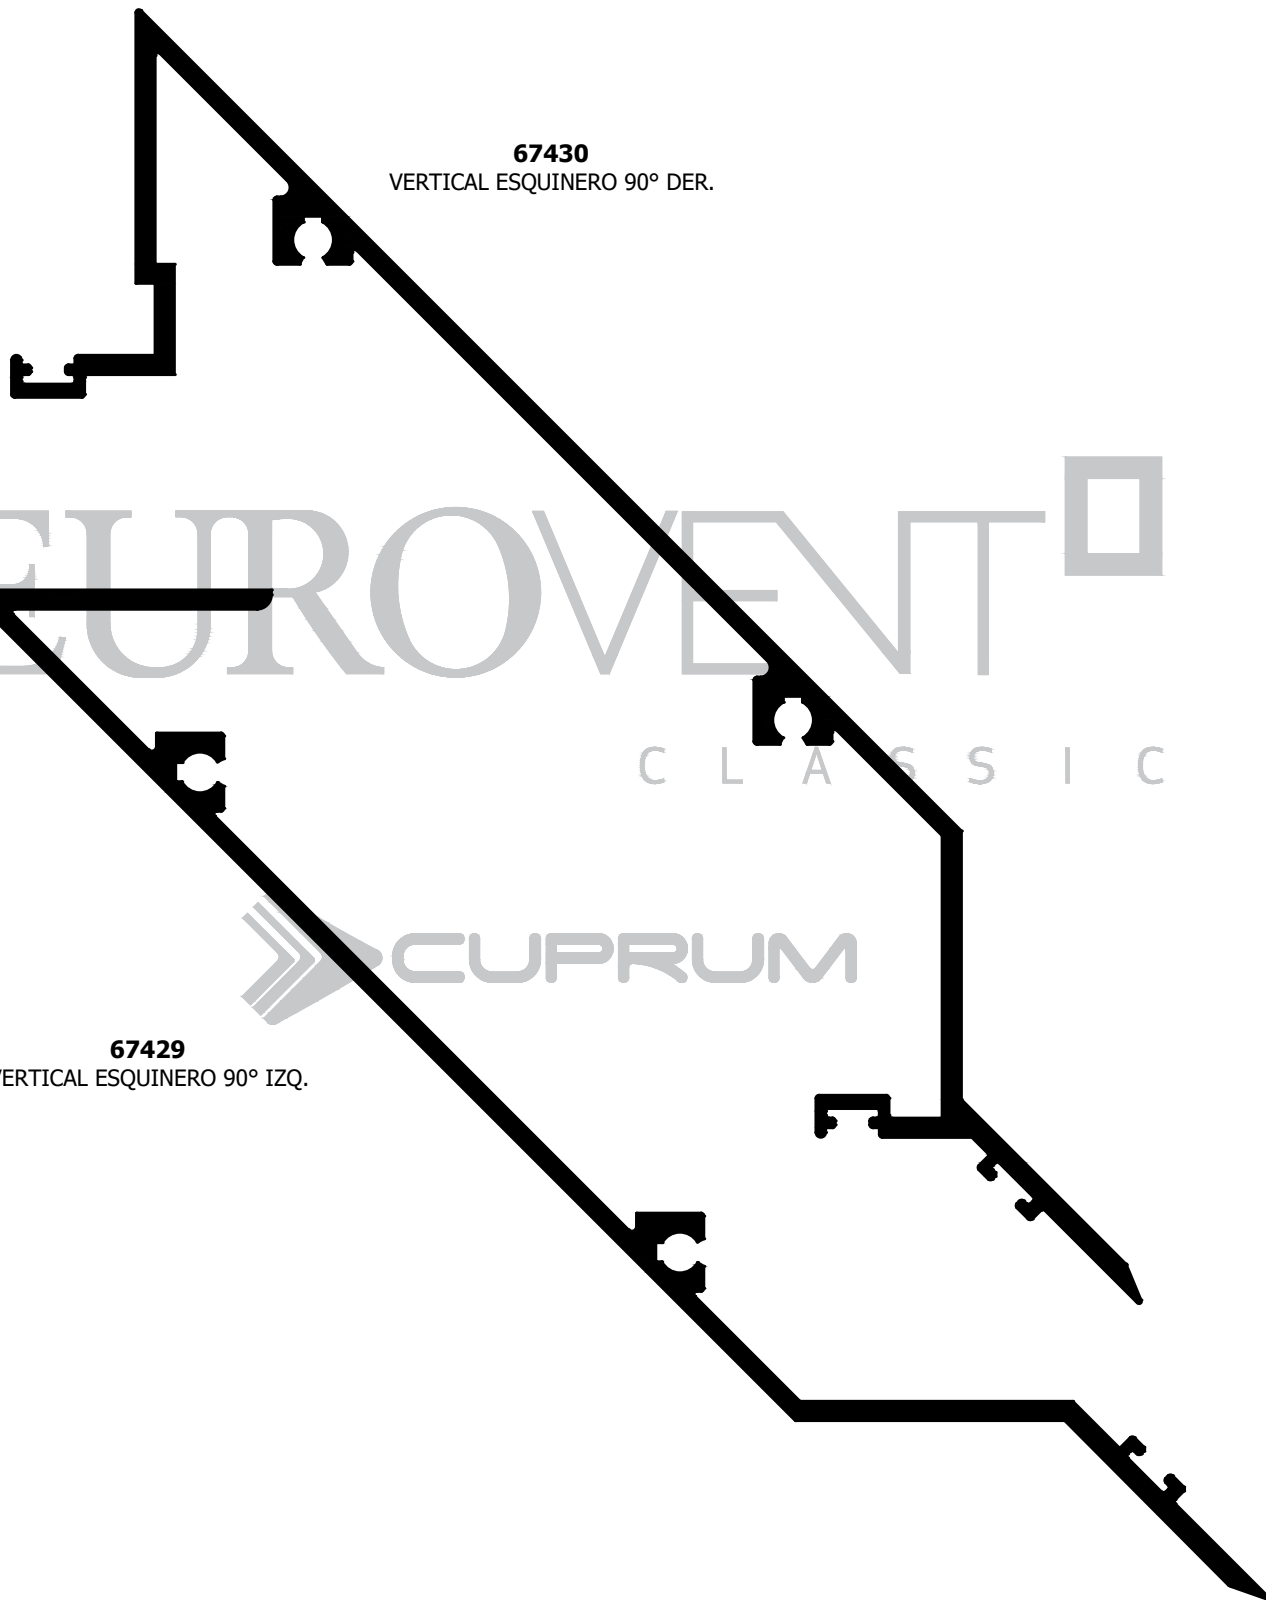 67430
VERTICAL ESQUINERO 90° DER.
EUROVENT
CLASSIC
CUPRUM
67429
VERTICAL ESQUINERO 90° IZQ.